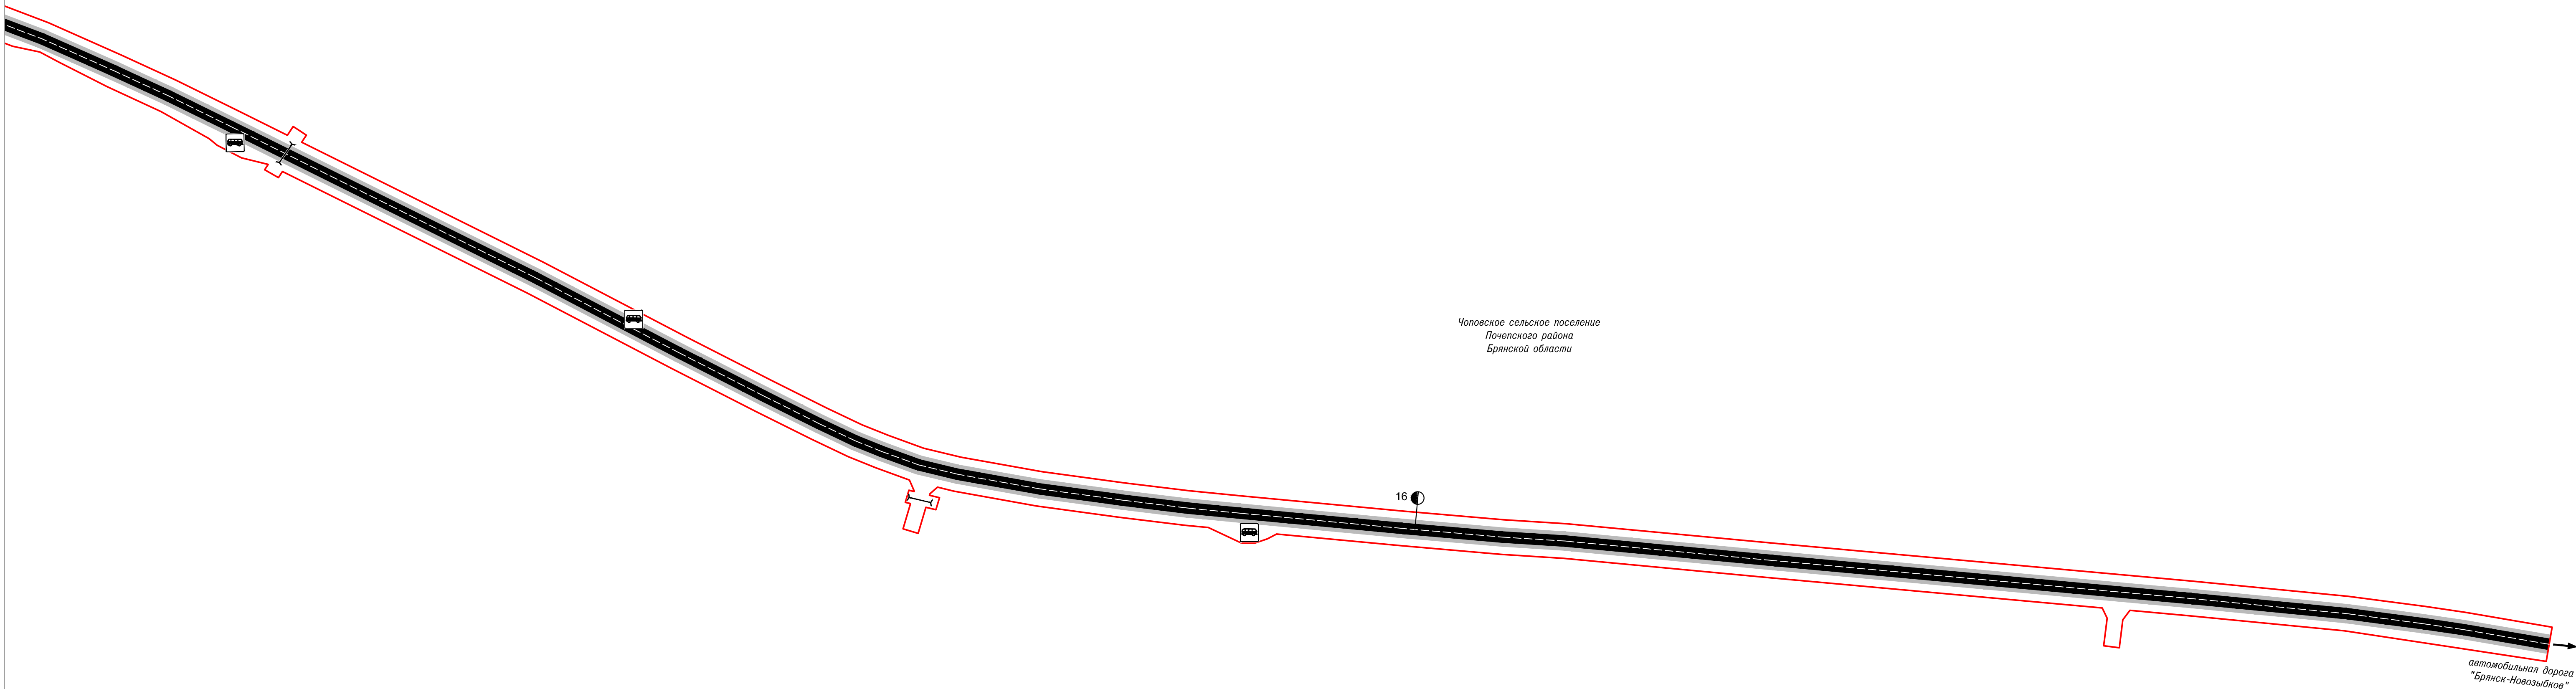 Чоповское сельское поселение
Почепского района
Брянской области
16
автомобильная дорога
"Брянск-Новозыбков"